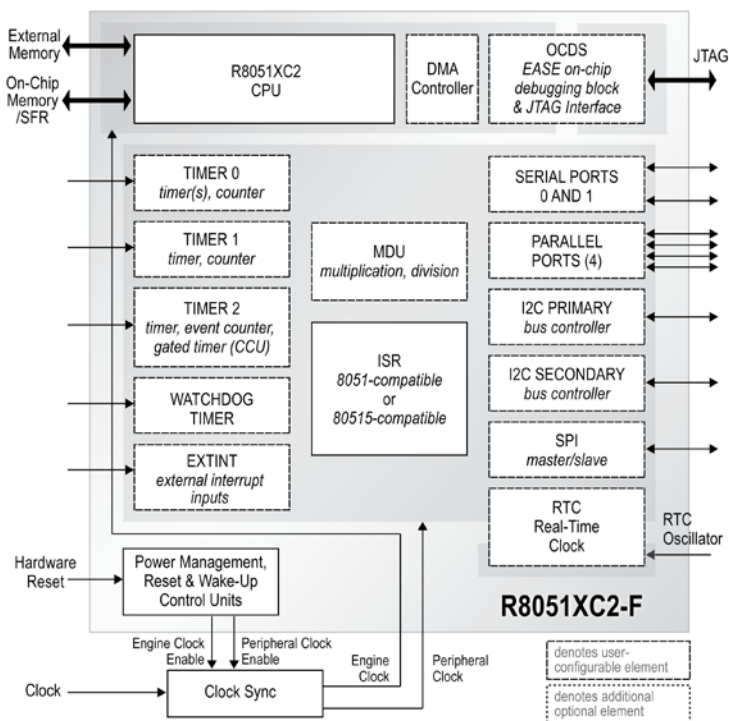 External
Memory
On-Chip
Memory
/SFR
R8051XC2
CPU
DMA
Controller
OCDS
EASE on-chip
debugging block
& JTAG Interface
JTAG
TIMER 0
timer(s), counter
TIMER 1
timer, counter
TIMER 2
timer, event counter,
gated timer (CCU)
WATCHDOG
TIMER
EXTINT
external interrupt
inputs
MDU
multiplication, division
ISR
8051-compatible
or
80515-compatible
SERIAL PORTS
0 AND 1
PARALLEL
PORTS (4)
I2C PRIMARY
bus controller
I2C SECONDARY
bus controller
SPI
master/slave
RTC
Real-Time
Clock
RTC
Oscillator
Hardware
Reset
Power Management,
Reset & Wake-Up
Control Units
R8051XC2-F
Engine Clock
Enable
Peripheral Clock
Enable
Engine
Clock
Peripheral
Clock
Clock
Clock Sync
denotes user-
configurable element
denotes additional
optional element